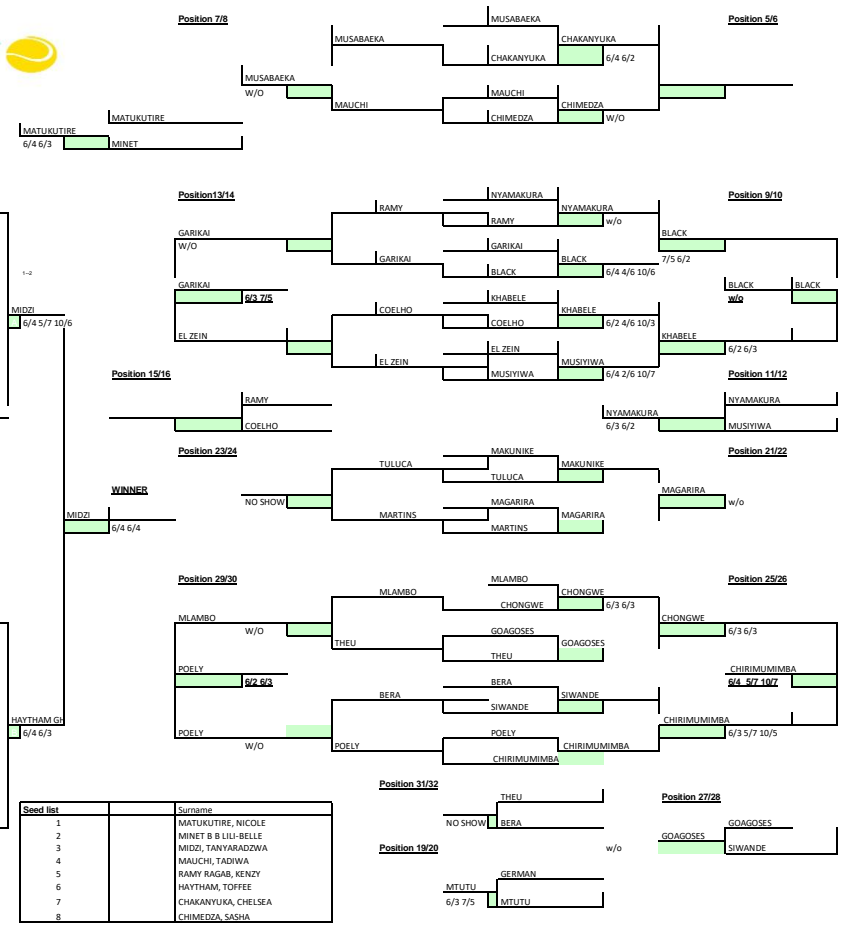 Position 7/8
MUSABAEKA
Position 5/6
MUSABAEKA
CHAKANYUKA
CHAKANYUKA
6/4 6/2
MUSABAEKA
W/O
MAUCHI
MAUCHI
CHIMEDZA
CHIMEDZA
W/O
MATUKUTIRE
MATUKUTIRE
6/4 6/3
MINET
Position13/14
NYAMAKURA
Position 9/10
RAMY
NYAMAKURA
RAMY
w/o
GARIKAI
BLACK
W/O
GARIKAI
7/5 6/2
GARIKAI
BLACK
BLACK
6/4 4/6 10/6
1--2
GARIKAI
BLACK
BLACK
6/3 7/5
KHABELE
w/o
MIDZI
COELHO
KHABELE
6/4 5/7 10/6
COELHO
6/2 4/6 10/3
EL ZEIN
KHABELE
EL ZEIN
6/2 6/3
EL ZEIN
MUSIYIWA
Position 15/16
MUSIYIWA
6/4 2/6 10/7
Position 11/12
RAMY
NYAMAKURA
NYAMAKURA
COELHO
6/3 6/2
MUSIYIWA
Position 23/24
MAKUNIKE
Position 21/22
TULUCA
MAKUNIKE
TULUCA
WINNER
MAGARIRA
NO SHOW
MAGARIRA
w/o
MIDZI
MARTINS
MAGARIRA
6/4 6/4
MARTINS
Position 29/30
MLAMBO
Position 25/26
MLAMBO
CHONGWE
CHONGWE
6/3 6/3
MLAMBO
CHONGWE
W/O
GOAGOSES
6/3 6/3
THEU
GOAGOSES
THEU
POELY
CHIRIMUMIMBA
6/2 6/3
BERA
6/4 5/7 10/7
BERA
SIWANDE
SIWANDE
HAYTHAM GH
CHIRIMUMIMBA
6/4 6/3
POELY
POELY
6/3 5/7 10/5
W/O
POELY
CHIRIMUMIMBA
CHIRIMUMIMBA
Position 31/32
THEU
Position 27/28
Seed list
Surname
1 MATUKUTIRE, NICOLE
NO SHOW
BERA
GOAGOSES
2 MINET B B LILI-BELLE
GOAGOSES
3 MIDZI, TANYARADZWA
Position 19/20
w/o
SIWANDE
4 MAUCHI, TADIWA
5 RAMY RAGAB, KENZY
GERMAN
6 HAYTHAM, TOFFEE
MTUTU
7 CHAKANYUKA, CHELSEA
6/3 7/5
MTUTU
8 CHIMEDZA, SASHA